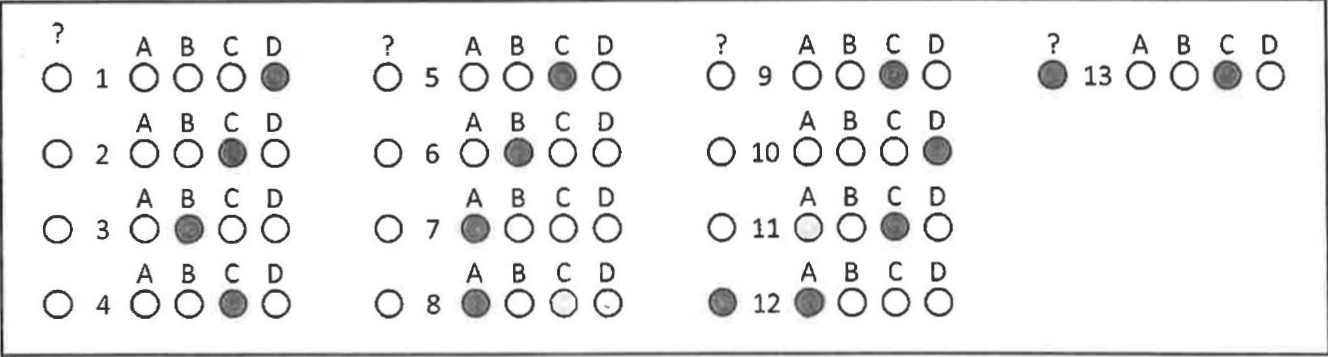 ? A B C D ? A B C D ? A B C D ? A B C D
1 5 9 13
A B C D A B C D A B C D
2 6 10
A B C D A B C D A B C D
3 7 11
A B C D A B C D A B C D
4 8 12